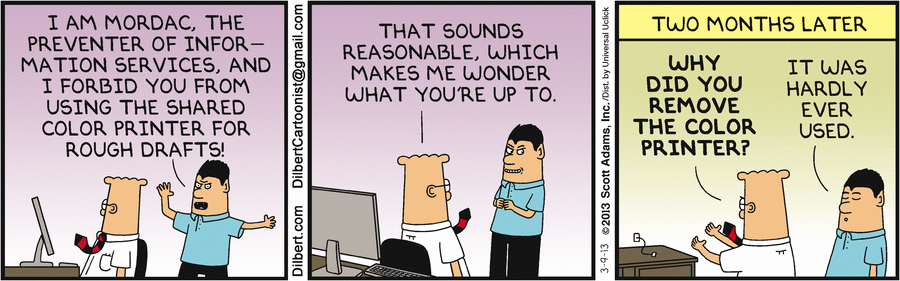 I AM MORDAC, THE
PREVENTER OF INFOR-
MATION SERVICES, AND
I FORBID YOU FROM
USING THE SHARED
COLOR PRINTER FOR
ROUGH DRAFTS!
Dilbert.com DilbertCartoonist@gmail.com
THAT SOUNDS
REASONABLE, WHICH
MAKES ME WONDER
WHAT YOU'RE UP TO.
3-9-13 ©2013 Scott Adams, Inc./Dist. by Universal Uclick
TWO MONTHS LATER
WHY
DID YOU
REMOVE
THE COLOR
PRINTER?
IT WAS
HARDLY
EVER
USED.